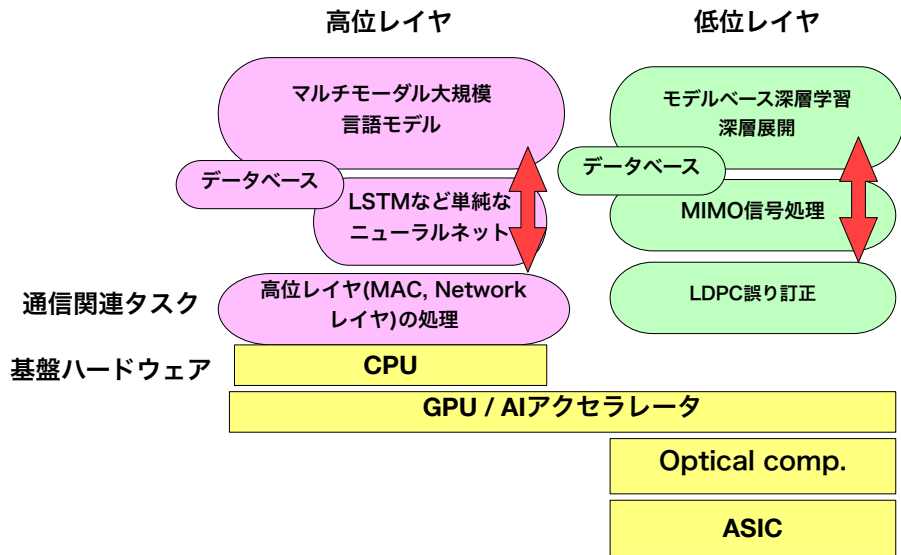 高位レイヤ
低位レイヤ
マルチモーダル大規模
言語モデル
モデルベース深層学習
深層展開
データベース
データベース
LSTMなど単純な
ニューラルネット
MIMO信号処理
通信関連タスク
高位レイヤ(MAC, Network
レイヤ)の処理
LDPC誤り訂正
基盤ハードウェア
CPU
GPU / AIアクセラレータ
Optical comp.
ASIC